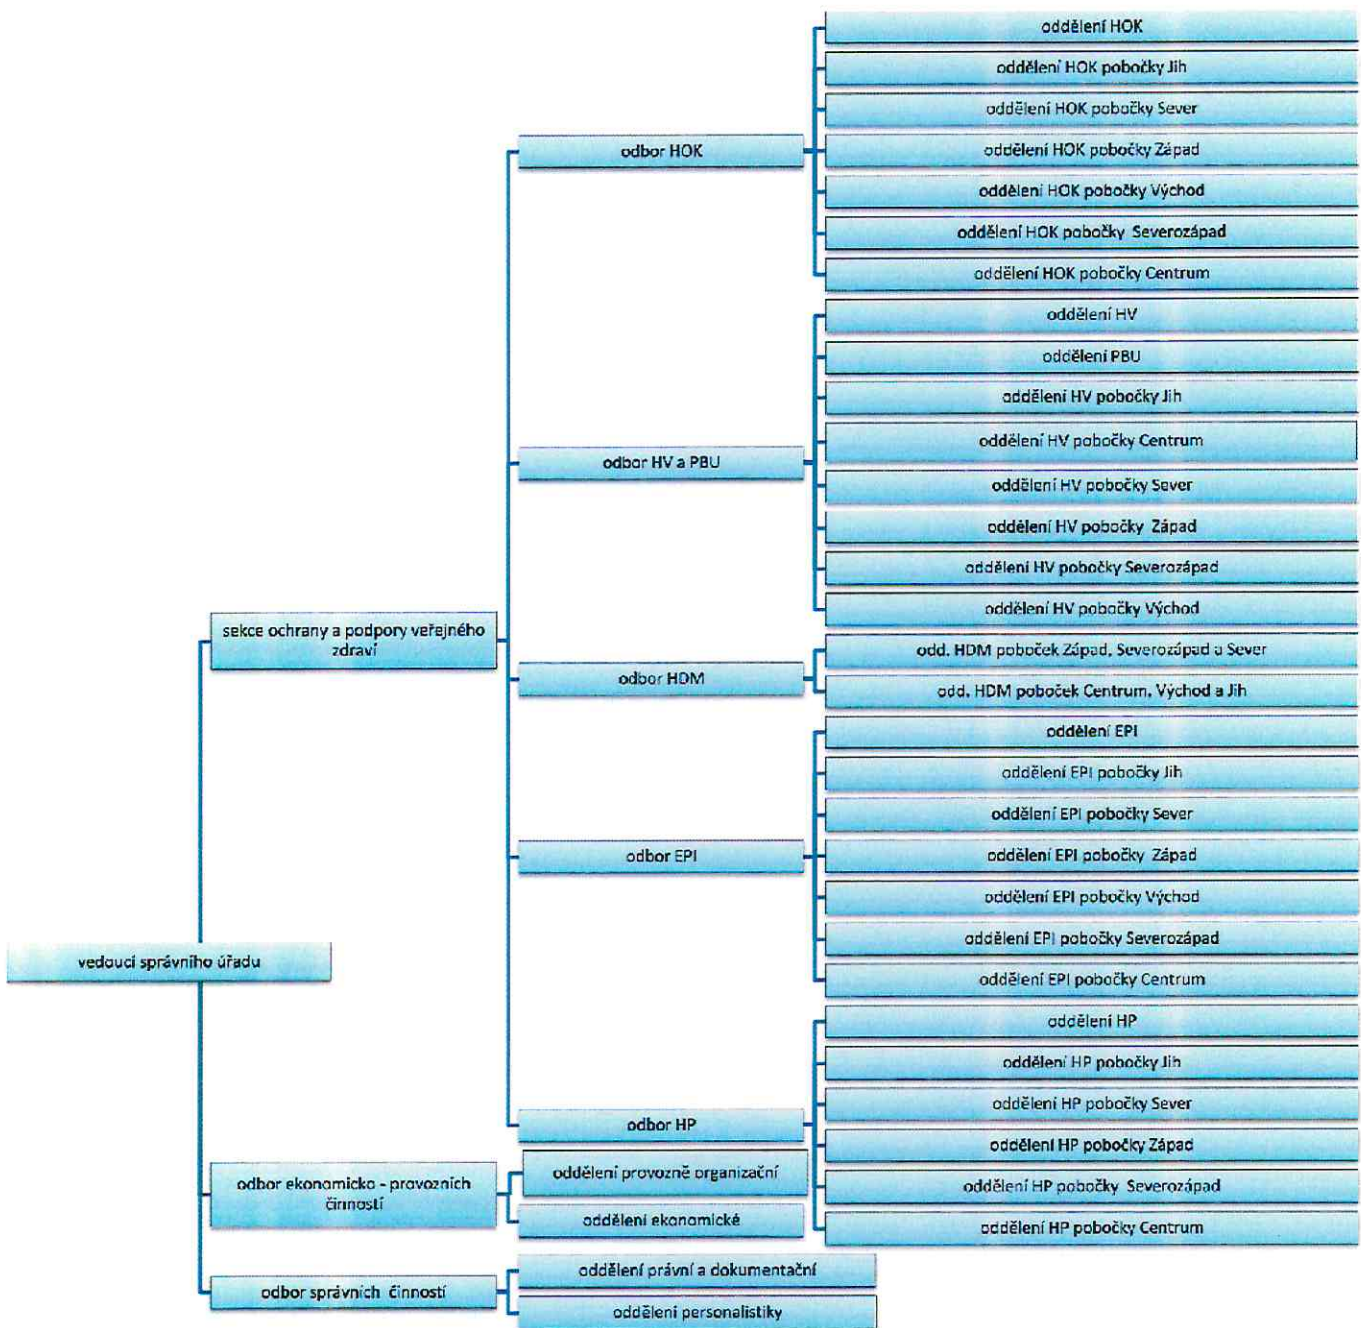 oddělení HOK
oddělení HOK pobočky Jih
oddělení HOK pobočky Sever
odbor HOK
oddělení HOK pobočky Západ
oddělení HOK pobočky Východ
oddělení HOK pobočky Severozápad
oddělení HOK pobočky Centrum
oddělení HV
oddělení PBU
oddělení HV pobočky Jih
oddělení HV pobočky Centrum
odbor HV a PBU
oddělení HV pobočky Sever
oddělení HV pobočky Západ
oddělení HV pobočky Severozápad
oddělení HV pobočky Východ
sekce ochrany a podpory veřejného
zdraví
odd. HDM poboček Západ, Severozápad a Sever
odbor HDM
odd. HDM poboček Centrum, Východ a Jih
oddělení EPI
oddělení EPI pobočky Jih
oddělení EPI pobočky Sever
odbor EPI
oddělení EPI pobočky Západ
oddělení EPI pobočky Východ
oddělení EPI pobočky Severozápad
vedoucí správního úřadu
oddělení EPI pobočky Centrum
oddělení HP
oddělení HP pobočky Jih
oddělení HP pobočky Sever
odbor HP
oddělení HP pobočky Západ
oddělení HP pobočky Severozápad
oddělení HP pobočky Centrum
odbor ekonomicko - provozních
činností
oddělení provozně organizační
oddělení ekonomické
odbor správních činností
oddělení právní a dokumentační
oddělení personalistiky